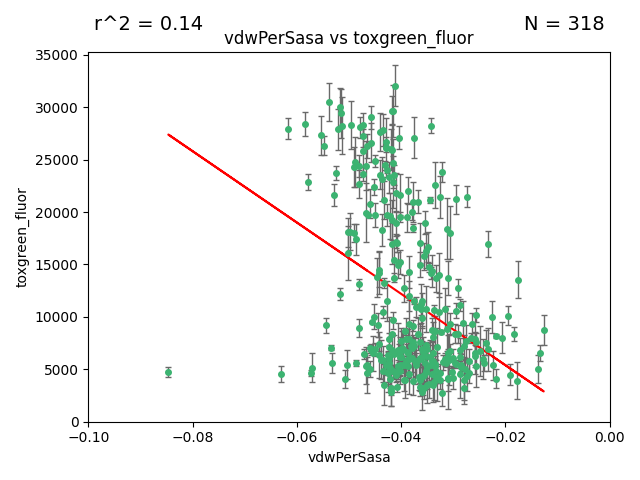 r^2 = 0.14
N = 318
vdwPerSasa vs toxgreen_fluor
35000
30000
25000
20000
15000
10000
5000
0
toxgreen_fluor
−0.10
−0.08
−0.06
−0.04
−0.02
0.00
vdwPerSasa